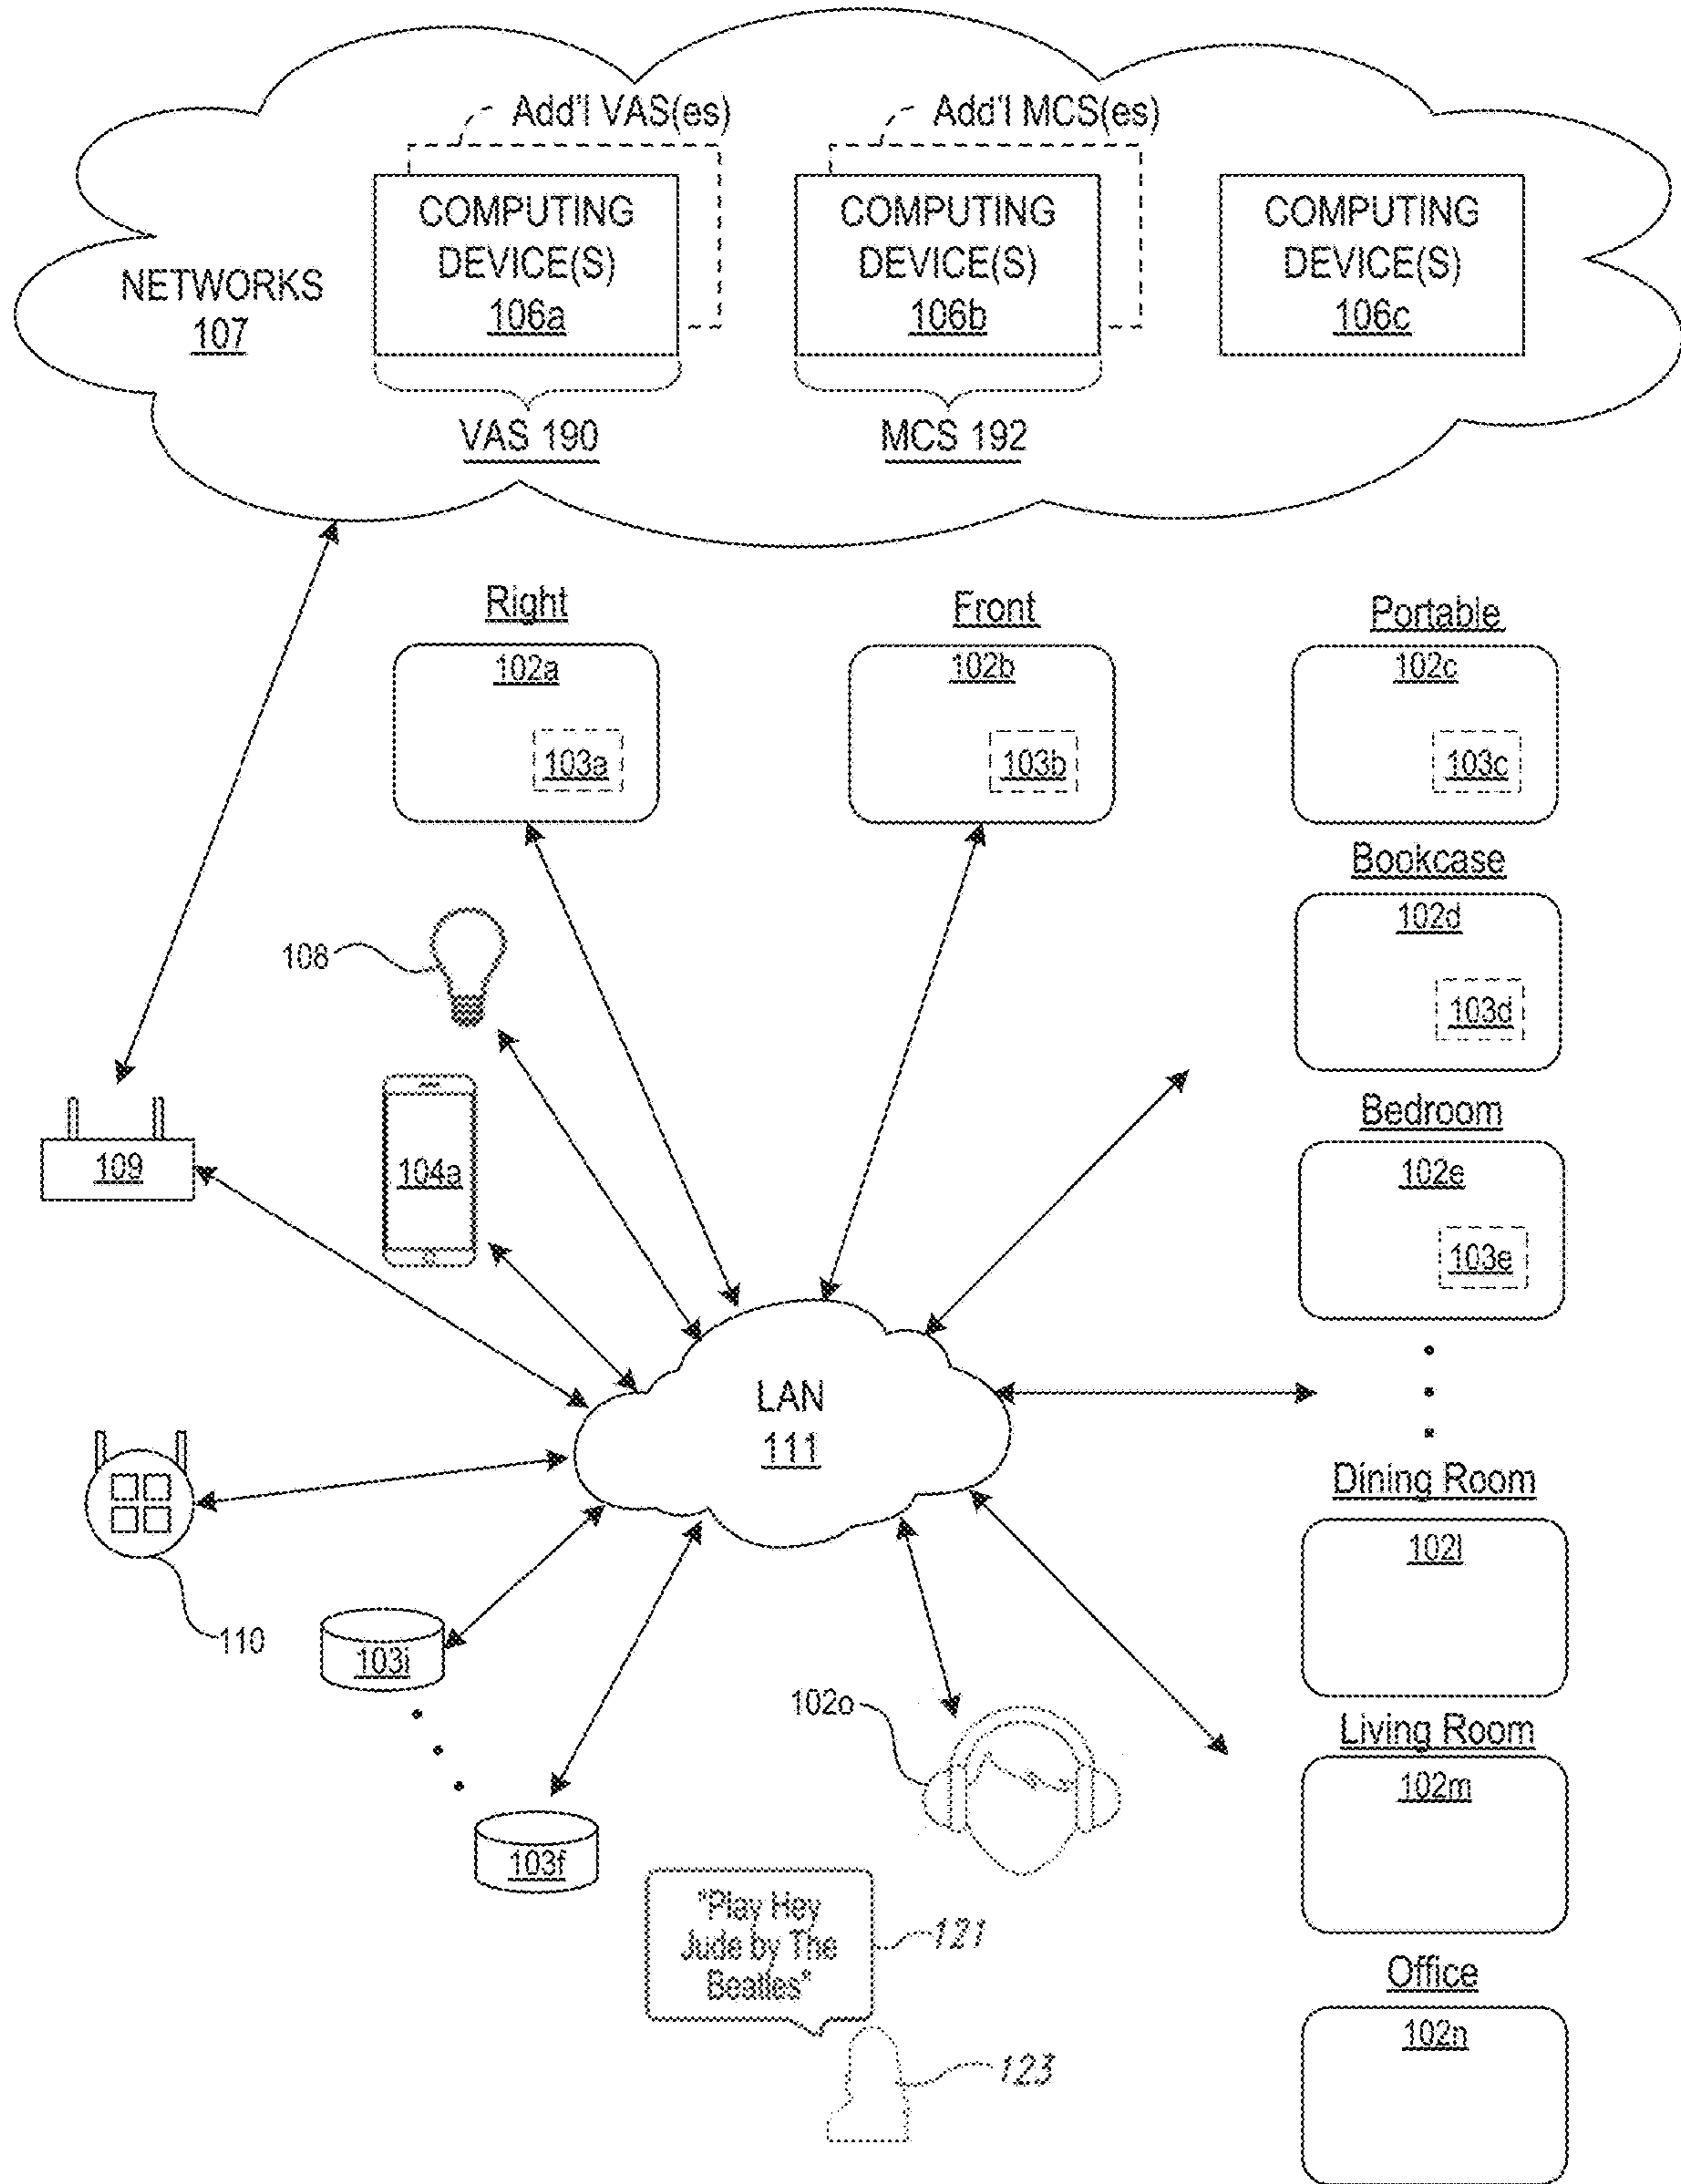 Add'l VAS(es)
Add'l MCS(es)
COMPUTING
DEVICE(S)
106a
COMPUTING
DEVICE(S)
106b
COMPUTING
DEVICE(S)
106c
NETWORKS
107
VAS 190
MCS 192
Right
102a
103a
Front
102b
103b
Portable
102c
103c
Bookcase
102d
103d
Bedroom
102e
103e
108
104a
109
LAN
111
110
103i
103f
102o
Dining Room
102l
Living Room
102m
Office
102n
"Play Hey
Jude by The
Beatles"
121
123